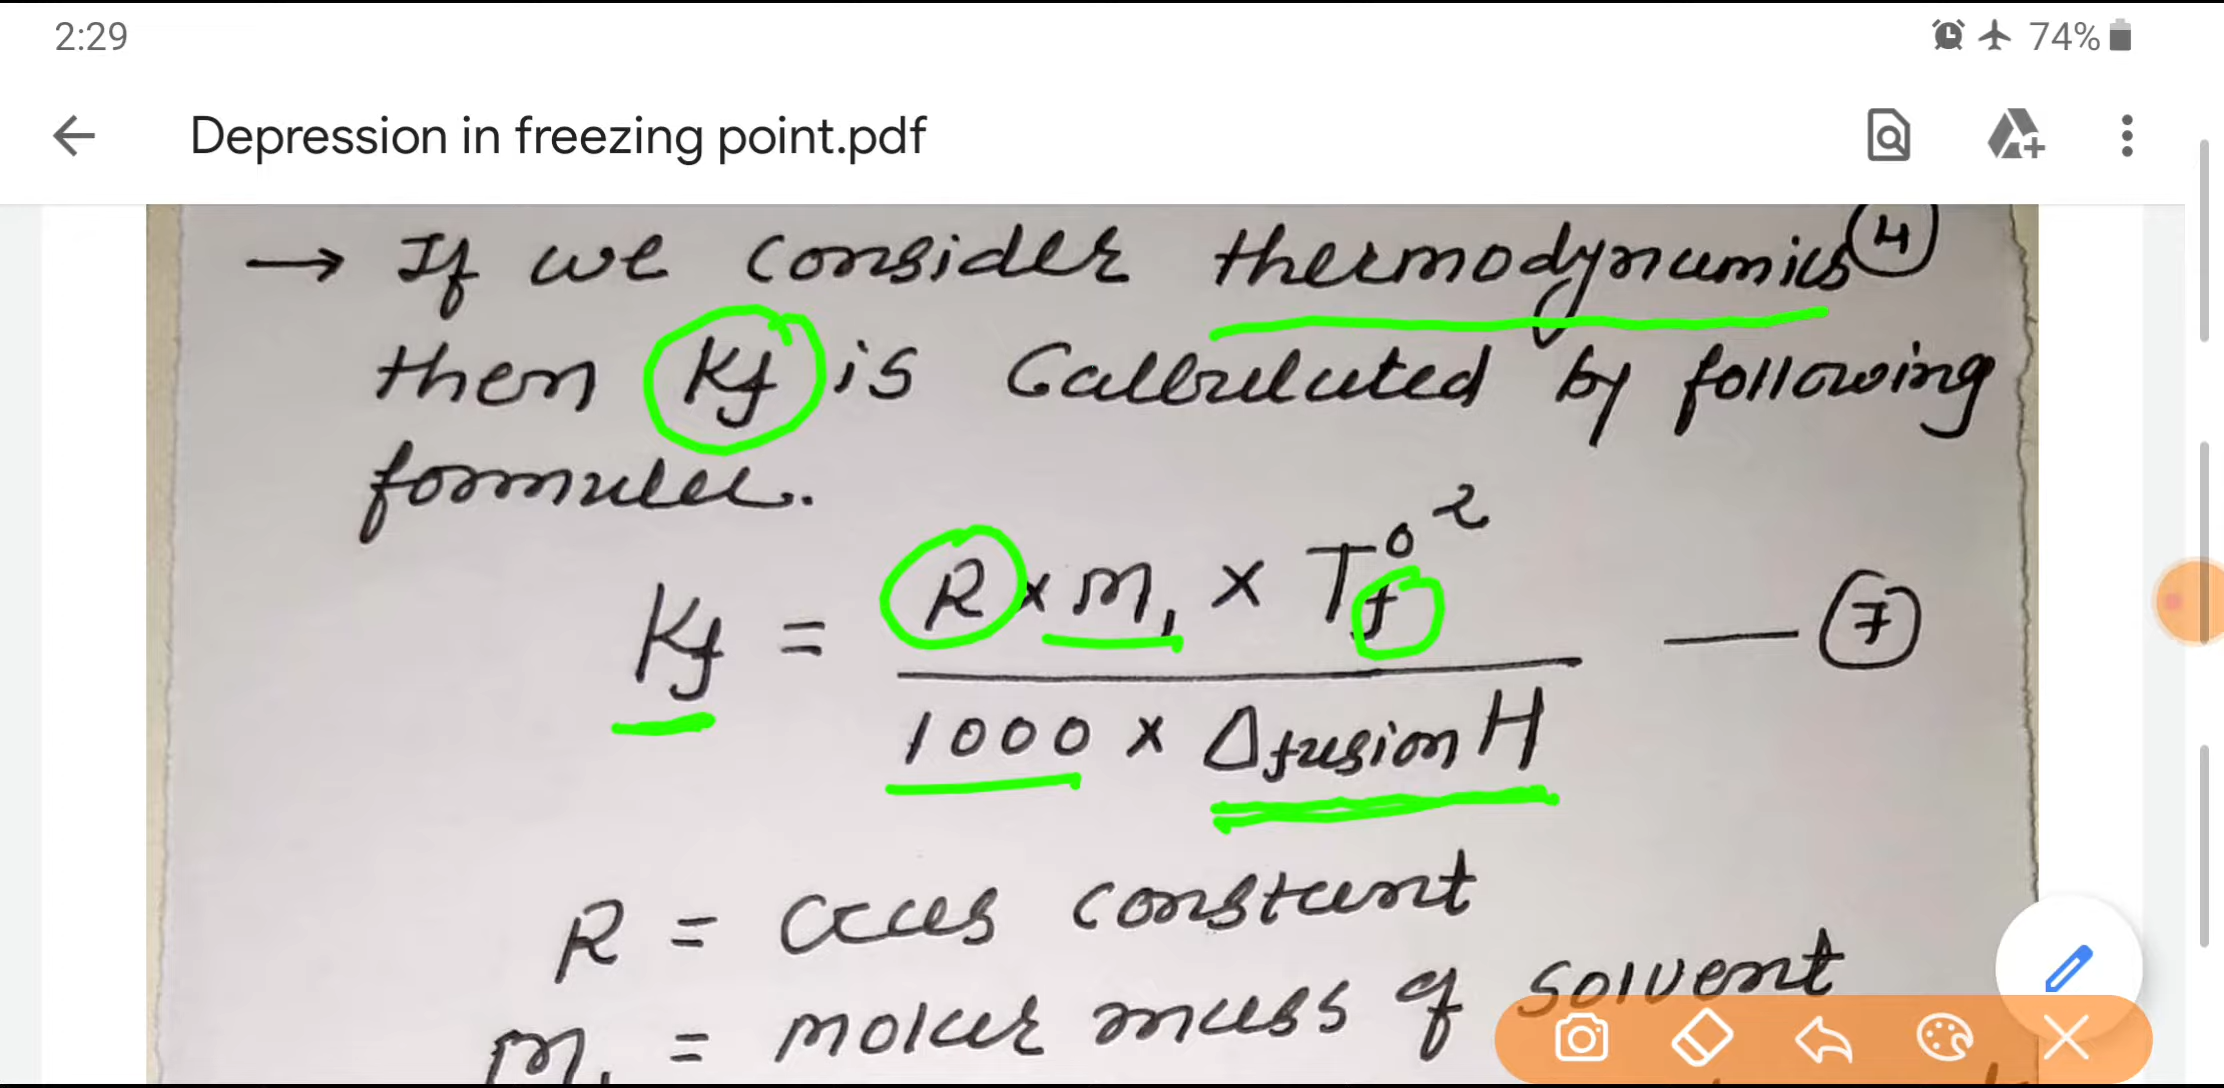 2:29
74%
Depression in freezing point.pdf
→ If we consider thermodynamics ④
then Kf is Calculated by following
formula.
Kf = R × M₁ × Tf°² / 1000 × Δfusion H — ⑦
R = Gas constant
M₁ = molar mass of solvent